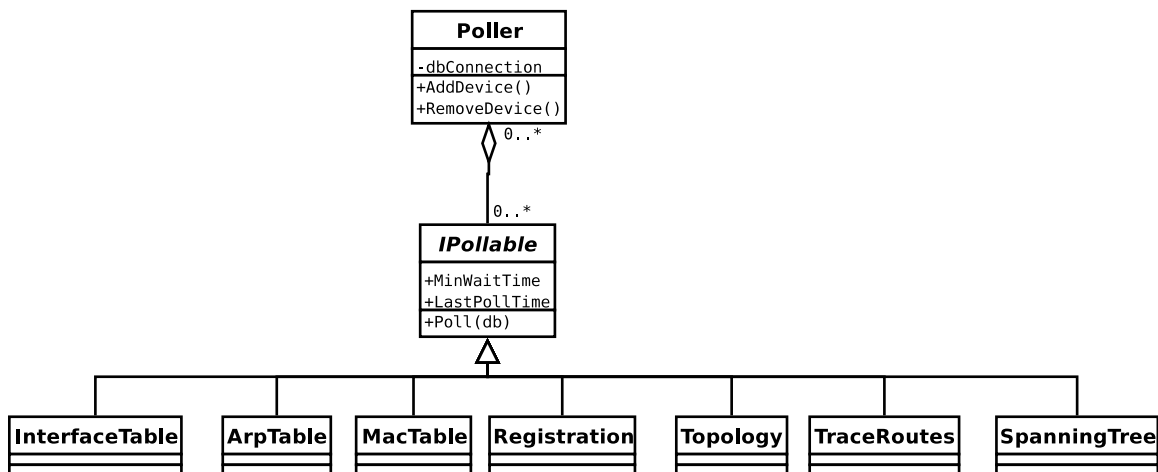 Poller
-dbConnection
+AddDevice()
+RemoveDevice()
0..*
0..*
IPollable
+MinWaitTime
+LastPollTime
+Poll(db)
InterfaceTable ArpTable MacTable Registration Topology TraceRoutes SpanningTree